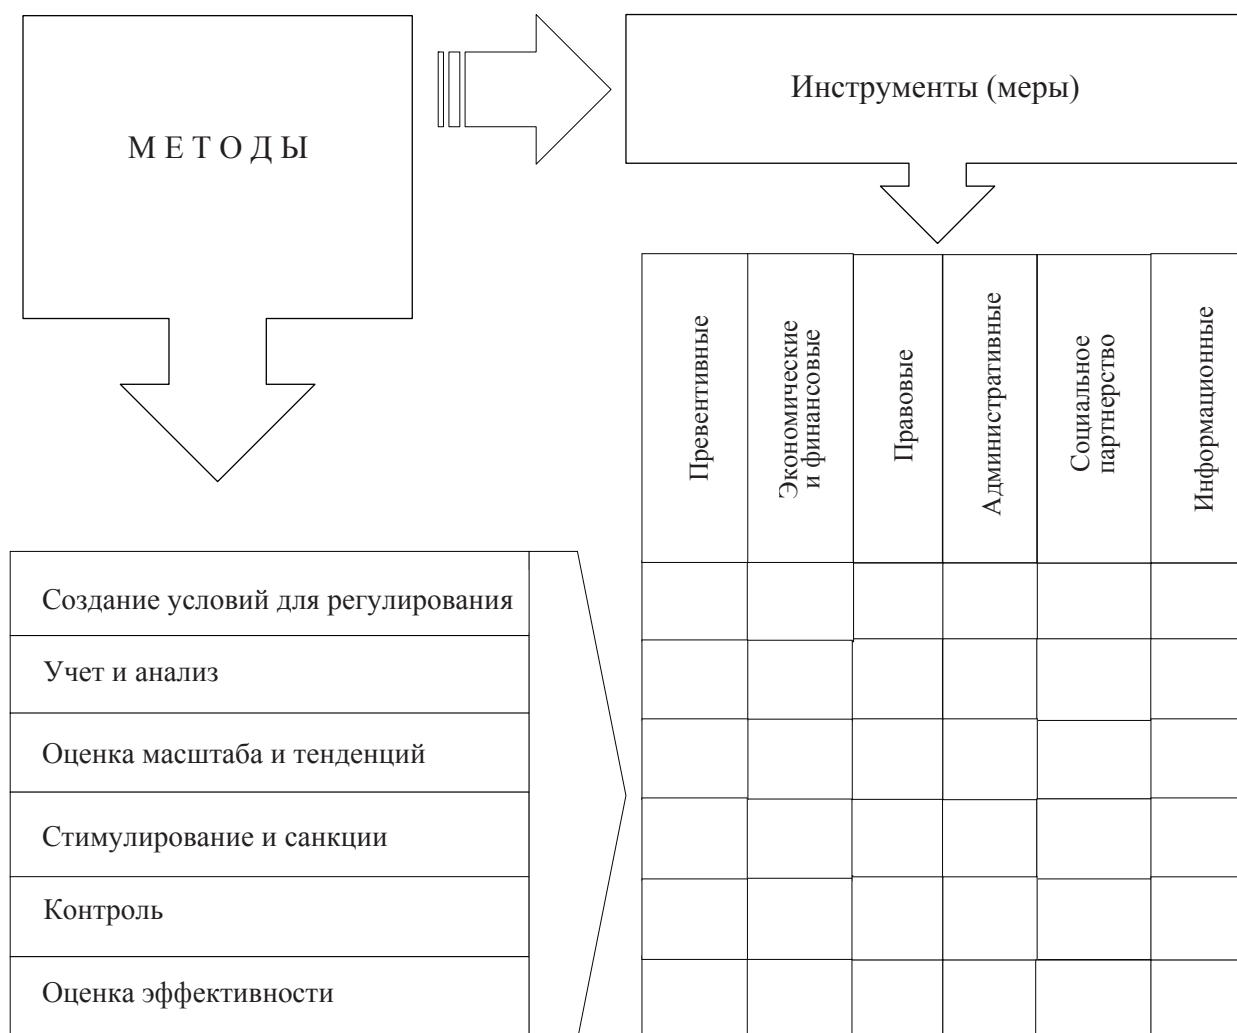 М Е Т О Д Ы
Инструменты (меры)
Превентивные
Экономические
и финансовые
Правовые
Административные
Социальное
партнерство
Информационные
Создание условий для регулирования
Учет и анализ
Оценка масштаба и тенденций
Стимулирование и санкции
Контроль
Оценка эффективности